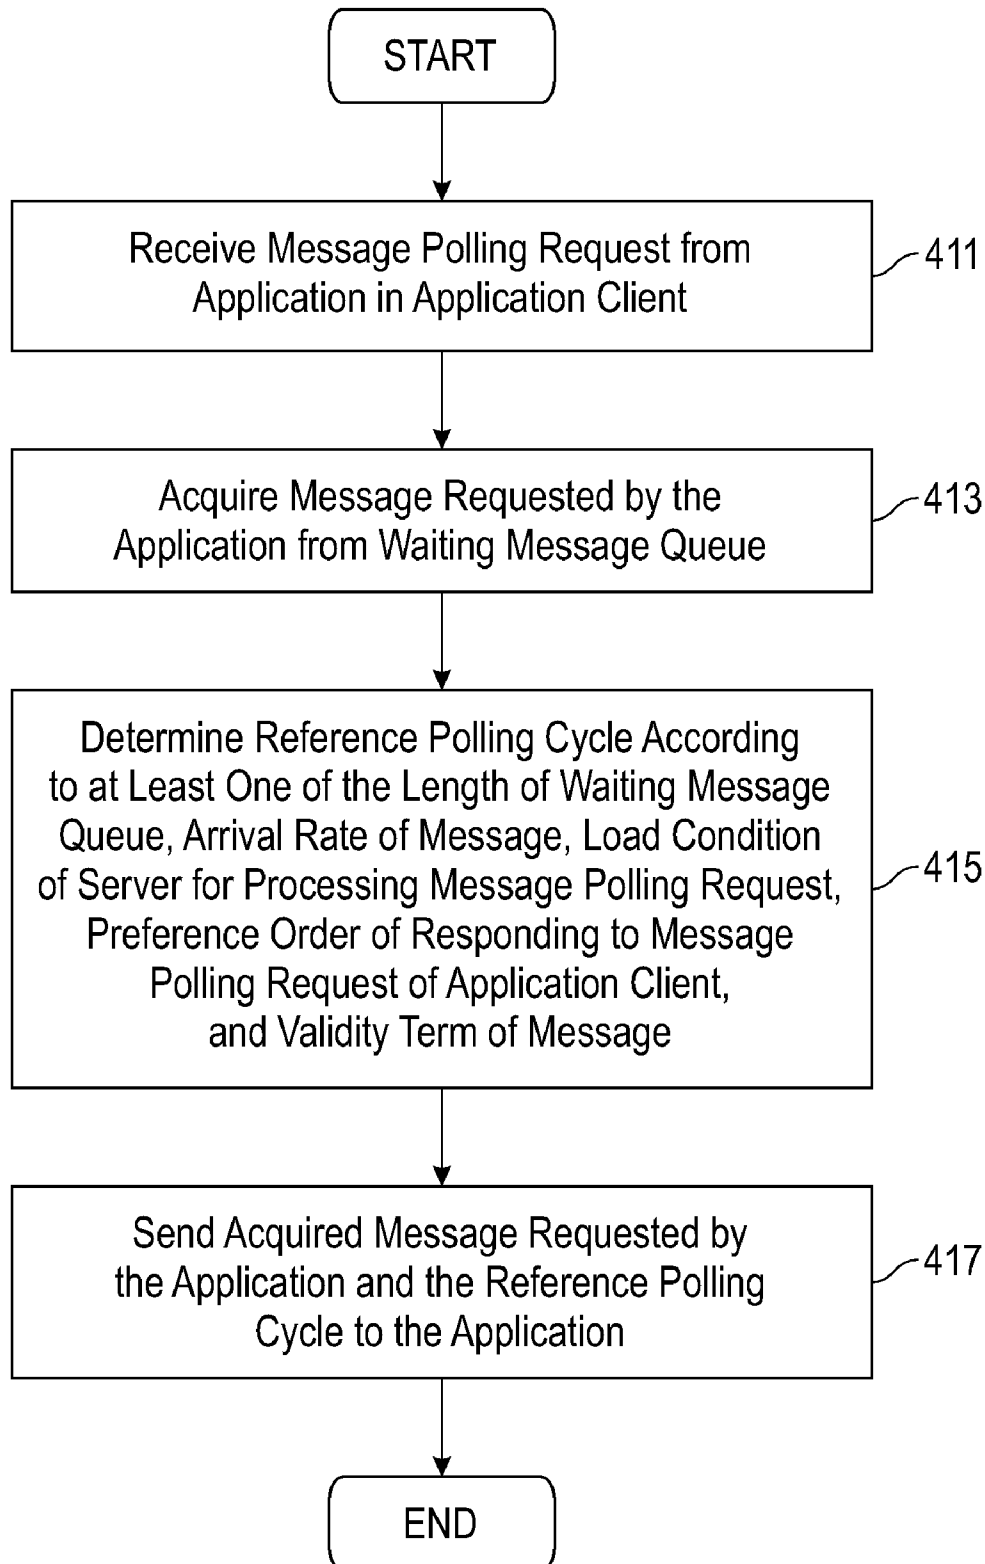 START
Receive Message Polling Request from
Application in Application Client
411
Acquire Message Requested by the
Application from Waiting Message Queue
413
Determine Reference Polling Cycle According
to at Least One of the Length of Waiting Message
Queue, Arrival Rate of Message, Load Condition
of Server for Processing Message Polling Request,
Preference Order of Responding to Message
Polling Request of Application Client,
and Validity Term of Message
415
Send Acquired Message Requested by
the Application and the Reference Polling
Cycle to the Application
417
END